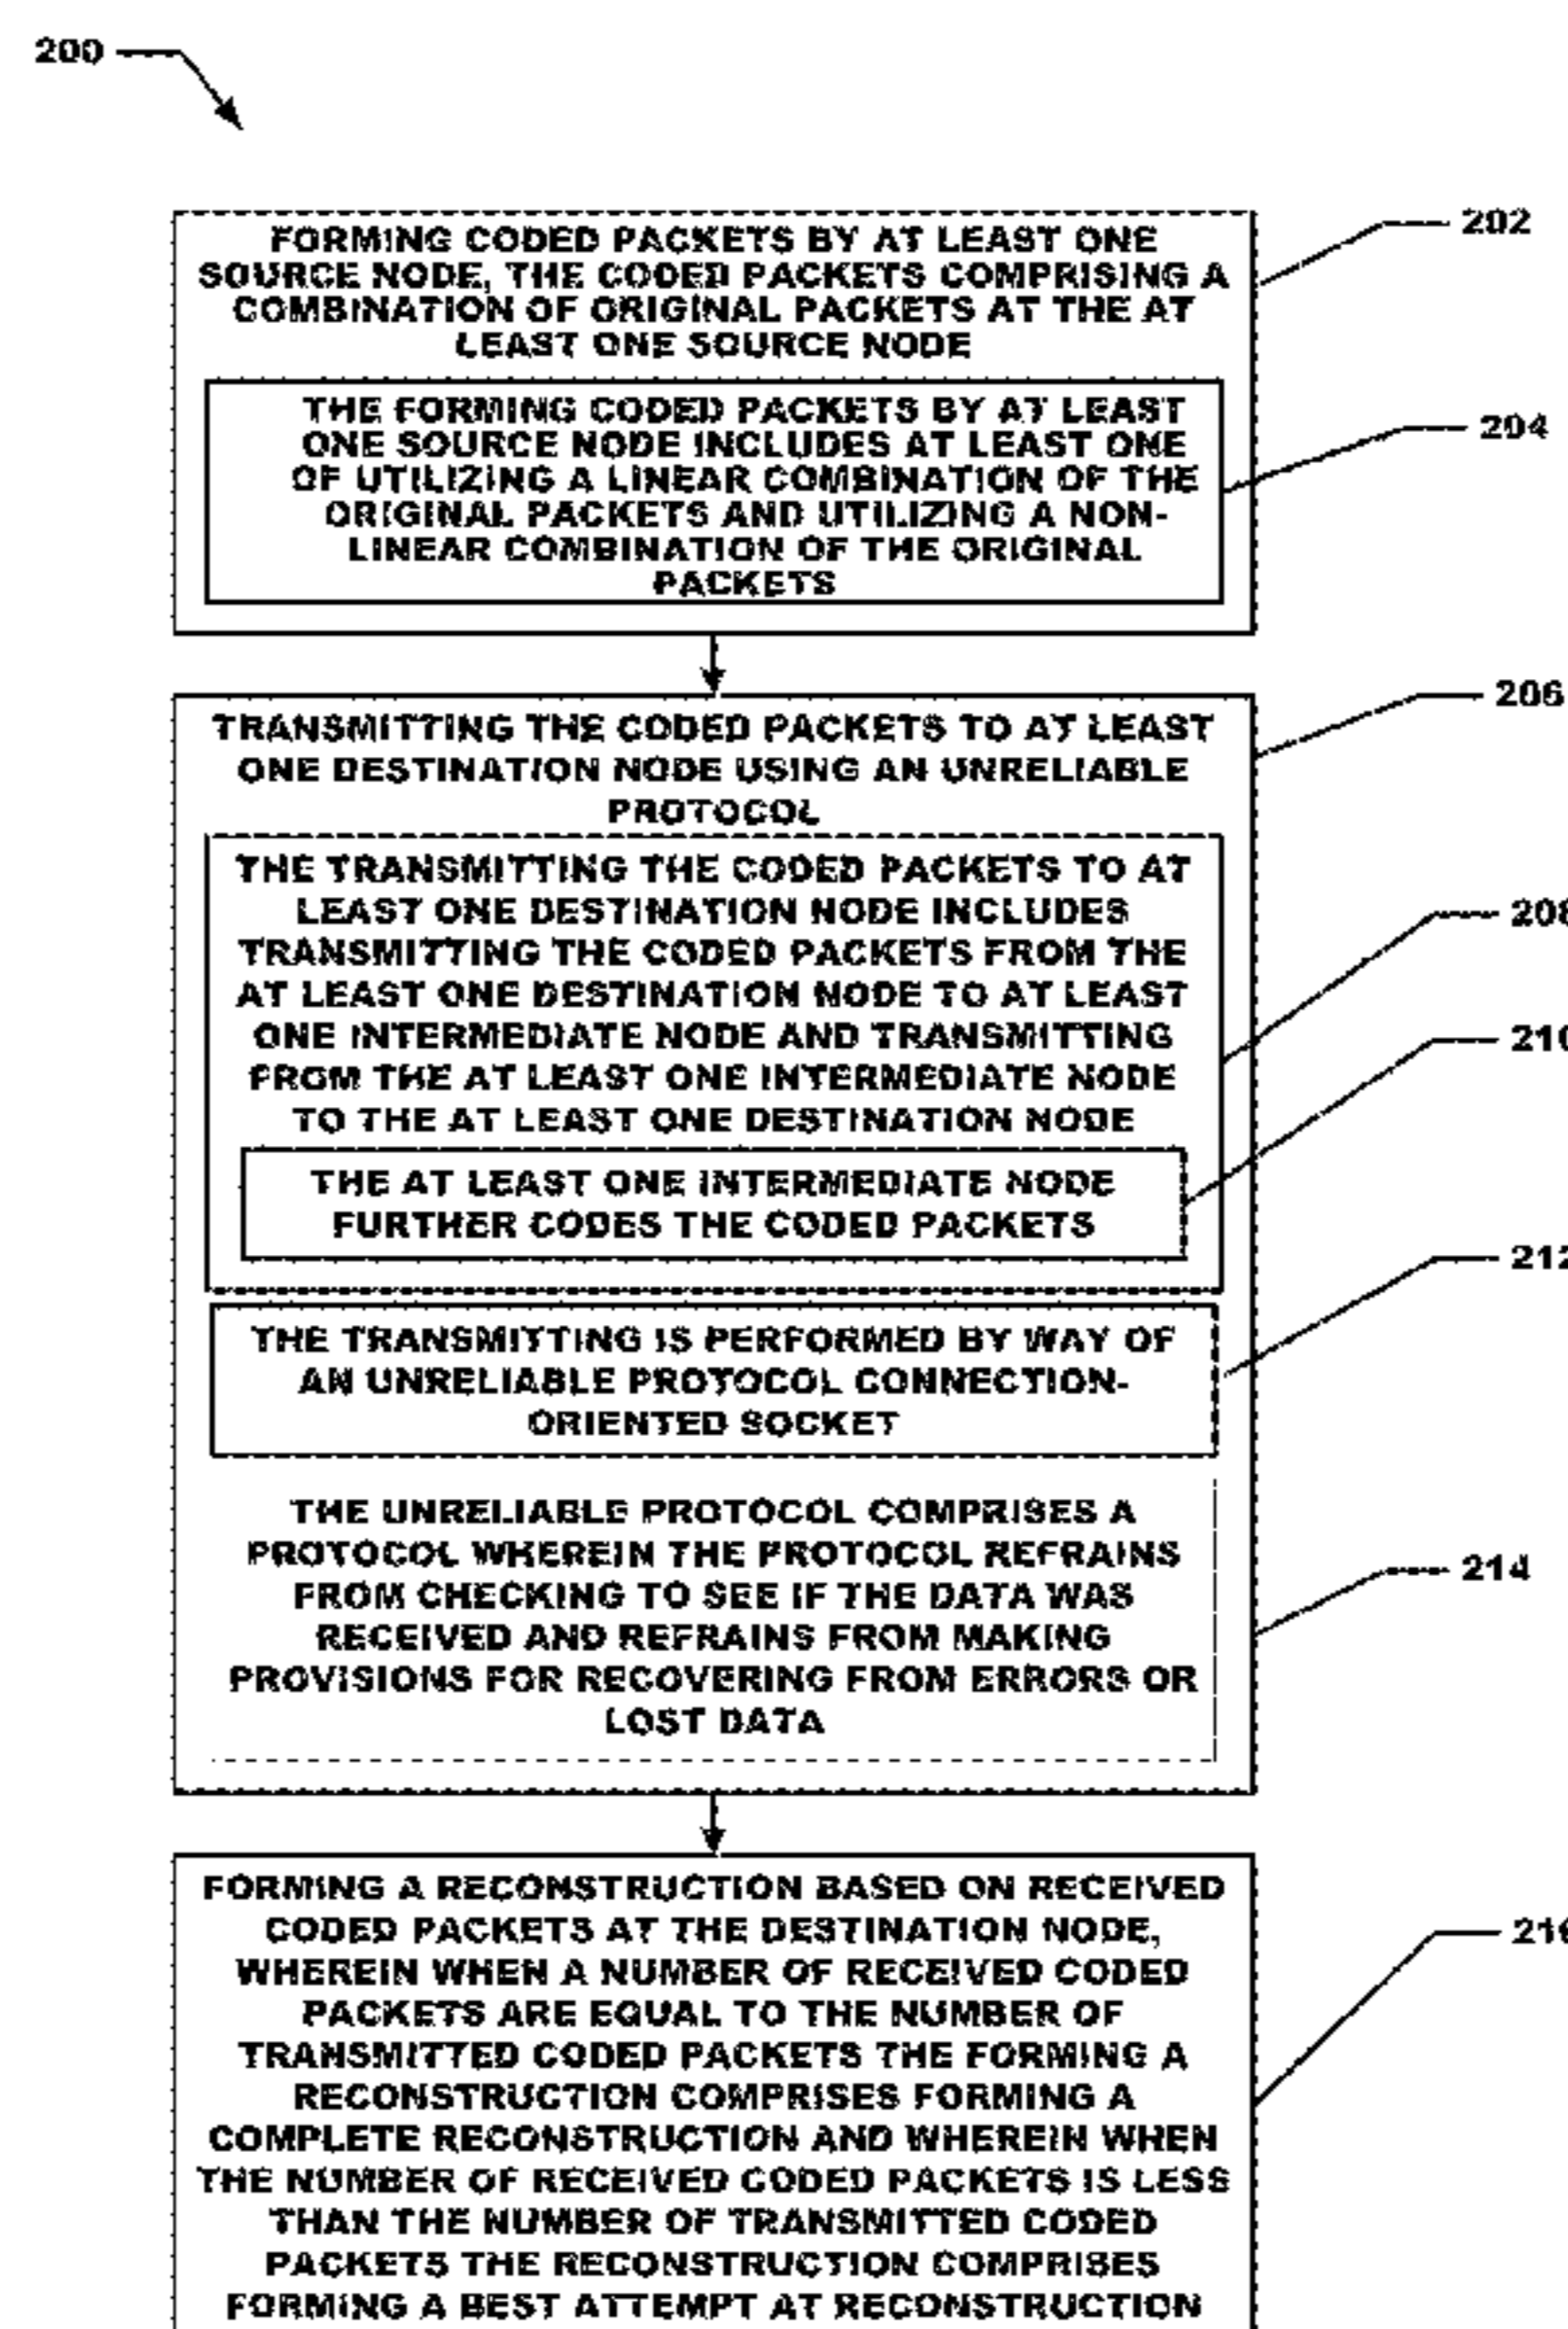 200
202
FORMING CODED PACKETS BY AT LEAST ONE
SOURCE NODE, THE CODED PACKETS COMPRISING A
COMBINATION OF ORIGINAL PACKETS AT THE AT
LEAST ONE SOURCE NODE
204
THE FORMING CODED PACKETS BY AT LEAST
ONE SOURCE NODE INCLUDES AT LEAST ONE
OF UTILIZING A LINEAR COMBINATION OF THE
ORIGINAL PACKETS AND UTILIZING A NON-
LINEAR COMBINATION OF THE ORIGINAL
PACKETS
206
TRANSMITTING THE CODED PACKETS TO AT LEAST
ONE DESTINATION NODE USING AN UNRELIABLE
PROTOCOL
208
THE TRANSMITTING THE CODED PACKETS TO AT
LEAST ONE DESTINATION NODE INCLUDES
TRANSMITTING THE CODED PACKETS FROM THE
AT LEAST ONE DESTINATION NODE TO AT LEAST
ONE INTERMEDIATE NODE AND TRANSMITTING
FROM THE AT LEAST ONE INTERMEDIATE NODE
TO THE AT LEAST ONE DESTINATION NODE
210
THE AT LEAST ONE INTERMEDIATE NODE
FURTHER CODES THE CODED PACKETS
212
THE TRANSMITTING IS PERFORMED BY WAY OF
AN UNRELIABLE PROTOCOL CONNECTION-
ORIENTED SOCKET
214
THE UNRELIABLE PROTOCOL COMPRISES A
PROTOCOL WHEREIN THE PROTOCOL REFRAINS
FROM CHECKING TO SEE IF THE DATA WAS
RECEIVED AND REFRAINS FROM MAKING
PROVISIONS FOR RECOVERING FROM ERRORS OR
LOST DATA
216
FORMING A RECONSTRUCTION BASED ON RECEIVED
CODED PACKETS AT THE DESTINATION NODE,
WHEREIN WHEN A NUMBER OF RECEIVED CODED
PACKETS ARE EQUAL TO THE NUMBER OF
TRANSMITTED CODED PACKETS THE FORMING A
RECONSTRUCTION COMPRISES FORMING A
COMPLETE RECONSTRUCTION AND WHEREIN WHEN
THE NUMBER OF RECEIVED CODED PACKETS IS LESS
THAN THE NUMBER OF TRANSMITTED CODED
PACKETS THE RECONSTRUCTION COMPRISES
FORMING A BEST ATTEMPT AT RECONSTRUCTION